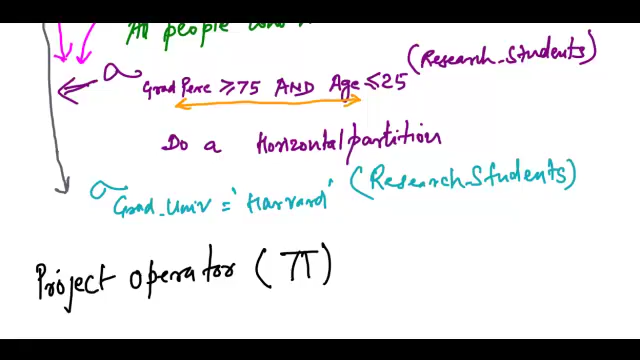 All people who
σ Grad Perc ≥ 75 AND Age ≤ 25 (Research_Students)
Do a Horizontal partition
σ Grad_Univ = 'Harvard' (Research_Students)
Project operator (π)